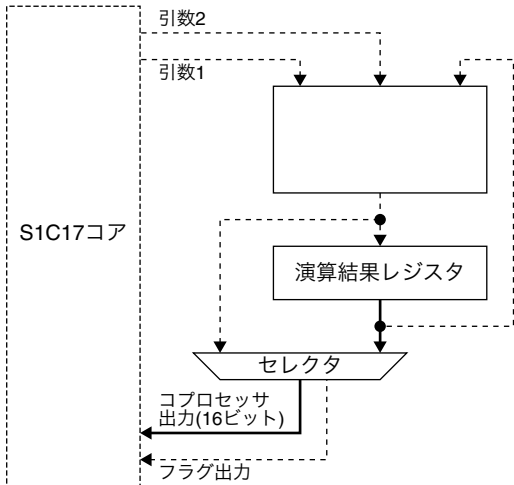 引数2
引数1
S1C17コア
演算結果レジスタ
セレクタ
コプロセッサ
出力(16ビット)
フラグ出力